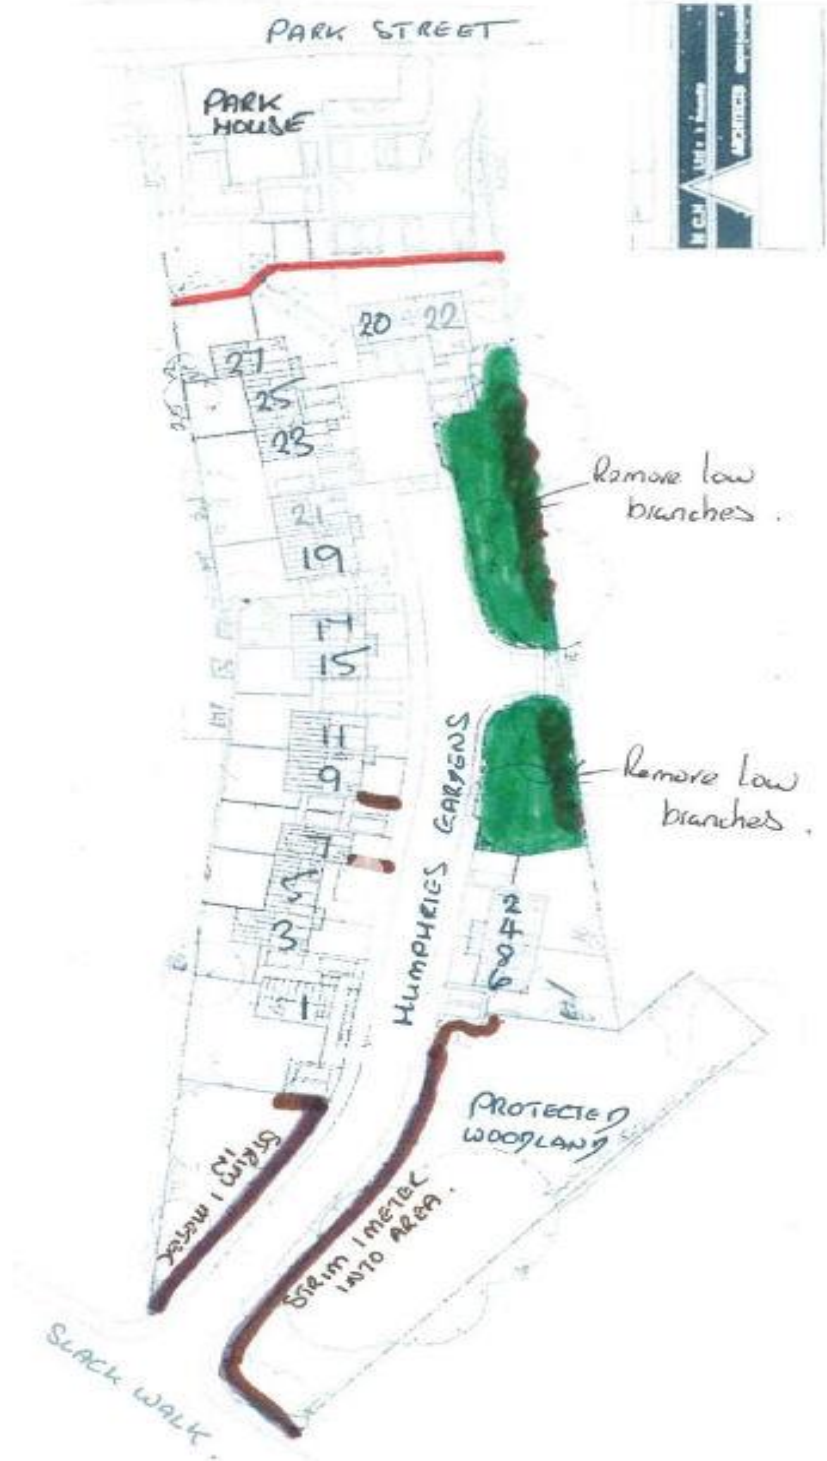 PARK STREET
PARK
HOUSE
20 22
27
25
23
21
19
17
15
11
9
7
5
3
1
Remove low
branches.
Remove low
branches.
HUMPHRIES GARDENS
2
4
8
6
PROTECTED
WOODLAND
STRIM 1 METER
IN
STRIM 1 METER
INTO AREA.
SLACK WALK.
ARCHITECTS